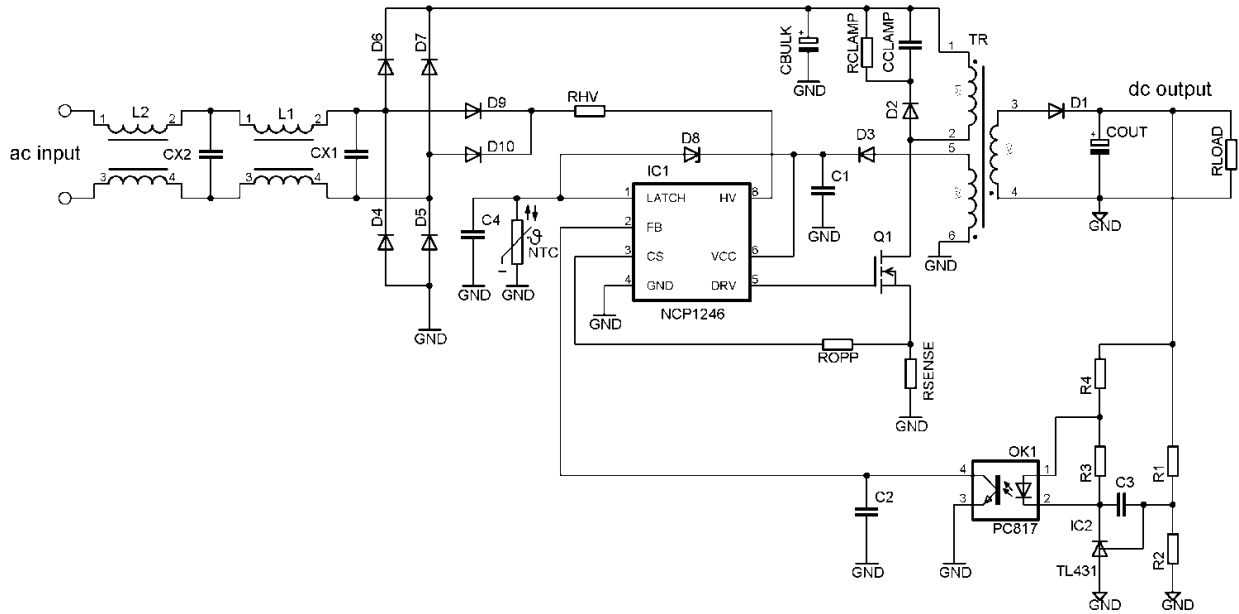 D6
D7
CBULK
+
GND
RCLAMP
CCLAMP
TR
1
D2
2
5
6
GND
3
4
D1
dc output
COUT
+
GND
RLOAD
ac input
L2
1
2
3
4
CX2
L1
1
2
3
4
CX1
D9
D10
RHV
D8
D3
C1
GND
D4
D5
GND
C4
GND
NTC
GND
IC1
1
LATCH
HV
8
2
FB
3
CS
VCC
6
4
GND
DRV
5
NCP1246
GND
Q1
ROPP
RSENSE
GND
R4
R3
R1
OK1
4
1
3
2
PC817
C3
C2
GND
GND
IC2
TL431
R2
GND
GND